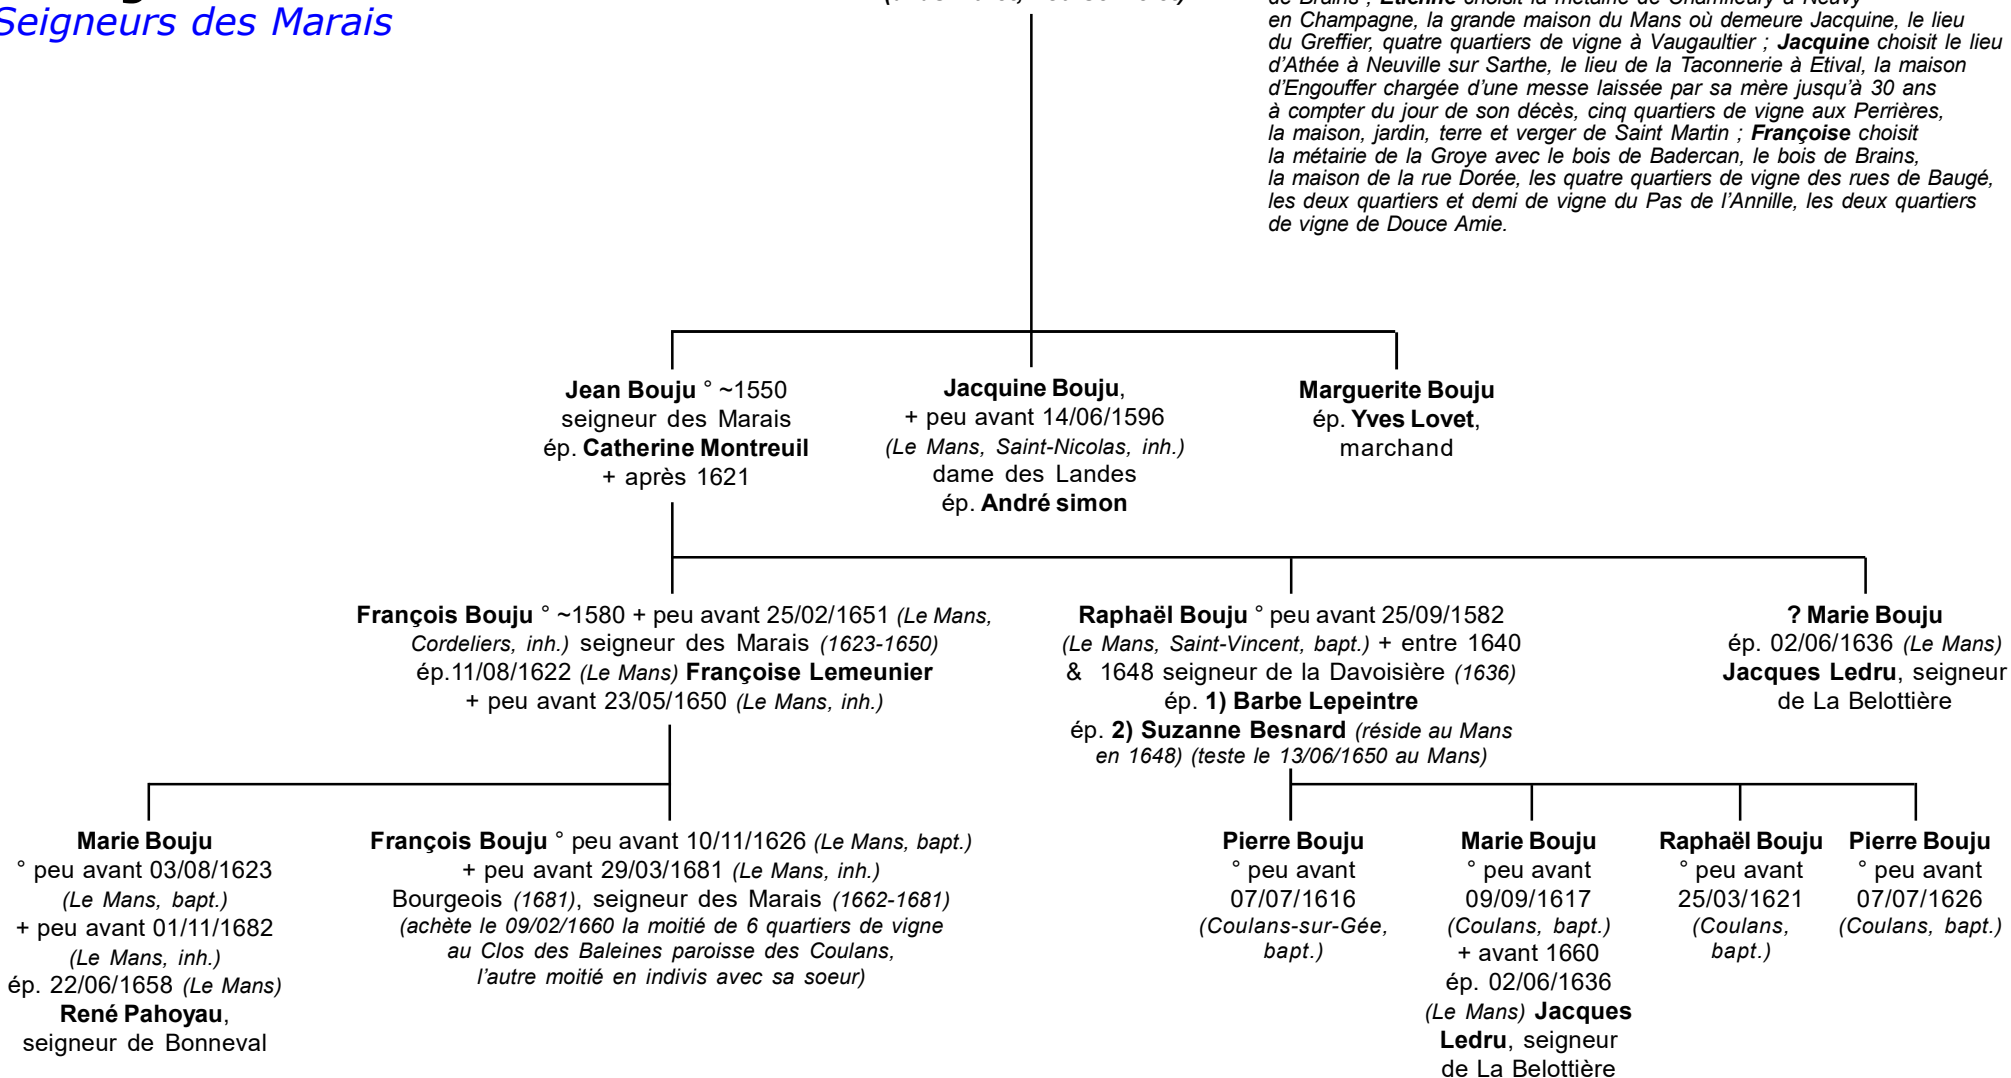 Seigneurs des Marais
de Brains ; Etienne choisit la métairie de Chamfleury à Neuvy
en Champagne, la grande maison du Mans où demeure Jacquine, le lieu
du Greffier, quatre quartiers de vigne à Vaugaultier ; Jacquine choisit le lieu
d’Athée à Neuville sur Sarthe, le lieu de la Taconnerie à Etival, la maison
d’Engouffer chargée d’une messe laissée par sa mère jusqu’à 30 ans
à compter du jour de son décès, cinq quartiers de vigne aux Perrières,
la maison, jardin, terre et verger de Saint Martin ; Françoise choisit
la métairie de la Groye avec le bois de Badercan, le bois de Brains,
la maison de la rue Dorée, les quatre quartiers de vigne des rues de Baugé,
les deux quartiers et demi de vigne du Pas de l’Annille, les deux quartiers
de vigne de Douce Amie.
Jean Bouju ° ~1550
seigneur des Marais
ép. Catherine Montreuil
+ après 1621
Jacquine Bouju,
+ peu avant 14/06/1596
(Le Mans, Saint-Nicolas, inh.)
dame des Landes
ép. André simon
Marguerite Bouju
ép. Yves Lovet,
marchand
François Bouju ° ~1580 + peu avant 25/02/1651 (Le Mans,
Cordeliers, inh.) seigneur des Marais (1623-1650)
ép.11/08/1622 (Le Mans) Françoise Lemeunier
+ peu avant 23/05/1650 (Le Mans, inh.)
Raphaël Bouju ° peu avant 25/09/1582
(Le Mans, Saint-Vincent, bapt.) + entre 1640
& 1648 seigneur de la Davoisière (1636)
ép. 1) Barbe Lepeintre
ép. 2) Suzanne Besnard (réside au Mans
en 1648) (teste le 13/06/1650 au Mans)
? Marie Bouju
ép. 02/06/1636 (Le Mans)
Jacques Ledru, seigneur
de La Belottière
Marie Bouju
° peu avant 03/08/1623
(Le Mans, bapt.)
+ peu avant 01/11/1682
(Le Mans, inh.)
ép. 22/06/1658 (Le Mans)
René Pahoyau,
seigneur de Bonneval
François Bouju ° peu avant 10/11/1626 (Le Mans, bapt.)
+ peu avant 29/03/1681 (Le Mans, inh.)
Bourgeois (1681), seigneur des Marais (1662-1681)
(achète le 09/02/1660 la moitié de 6 quartiers de vigne
au Clos des Baleines paroisse des Coulans,
l’autre moitié en indivis avec sa soeur)
Pierre Bouju
° peu avant
07/07/1616
(Coulans-sur-Gée,
bapt.)
Marie Bouju
° peu avant
09/09/1617
(Coulans, bapt.)
+ avant 1660
ép. 02/06/1636
(Le Mans) Jacques
Ledru, seigneur
de La Belottière
Raphaël Bouju
° peu avant
25/03/1621
(Coulans,
bapt.)
Pierre Bouju
° peu avant
07/07/1626
(Coulans, bapt.)